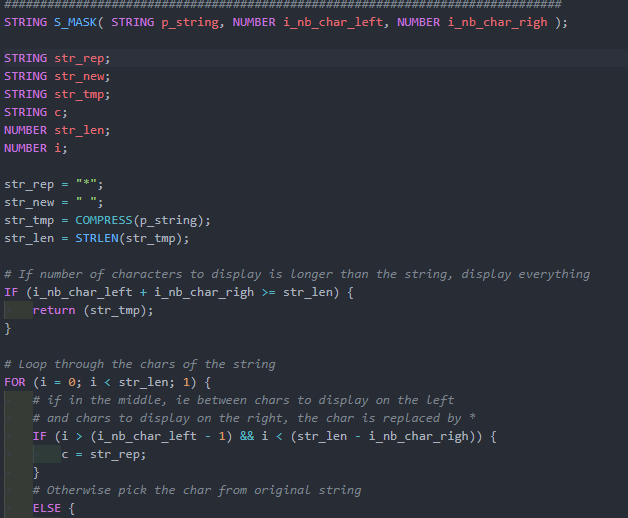 ##############################################################################
STRING S_MASK( STRING p_string, NUMBER i_nb_char_left, NUMBER i_nb_char_righ );
STRING str_rep;
STRING str_new;
STRING str_tmp;
STRING c;
NUMBER str_len;
NUMBER i;
str_rep = "*";
str_new = " ";
str_tmp = COMPRESS(p_string);
str_len = STRLEN(str_tmp);
# If number of characters to display is longer than the string, display everything
IF (i_nb_char_left + i_nb_char_righ >= str_len) {
return (str_tmp);
}
# Loop through the chars of the string
FOR (i = 0; i < str_len; 1) {
# if in the middle, ie between chars to display on the left
# and chars to display on the right, the char is replaced by *
IF (i > (i_nb_char_left - 1) && i < (str_len - i_nb_char_righ)) {
c = str_rep;
}
# Otherwise pick the char from original string
ELSE {